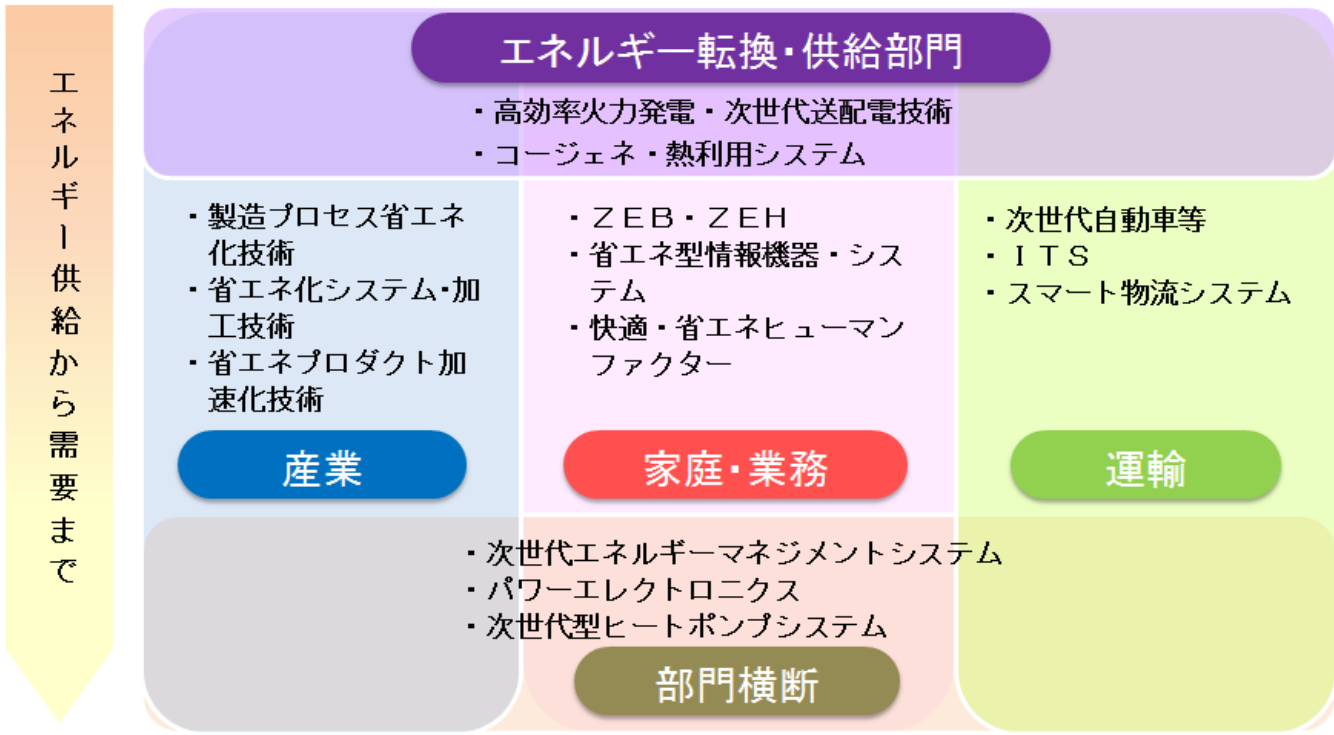 エネルギー供給から需要まで
エネルギー転換・供給部門
・高効率火力発電・次世代送配電技術
・コージェネ・熱利用システム
・製造プロセス省エネ
化技術
・省エネ化システム・加
工技術
・省エネプロダクト加
速化技術
産業
・ＺＥＢ・ＺＥＨ
・省エネ型情報機器・シス
テム
・快適・省エネヒューマン
ファクター
家庭・業務
・次世代自動車等
・ＩＴＳ
・スマート物流システム
運輸
・次世代エネルギーマネジメントシステム
・パワーエレクトロニクス
・次世代型ヒートポンプシステム
部門横断